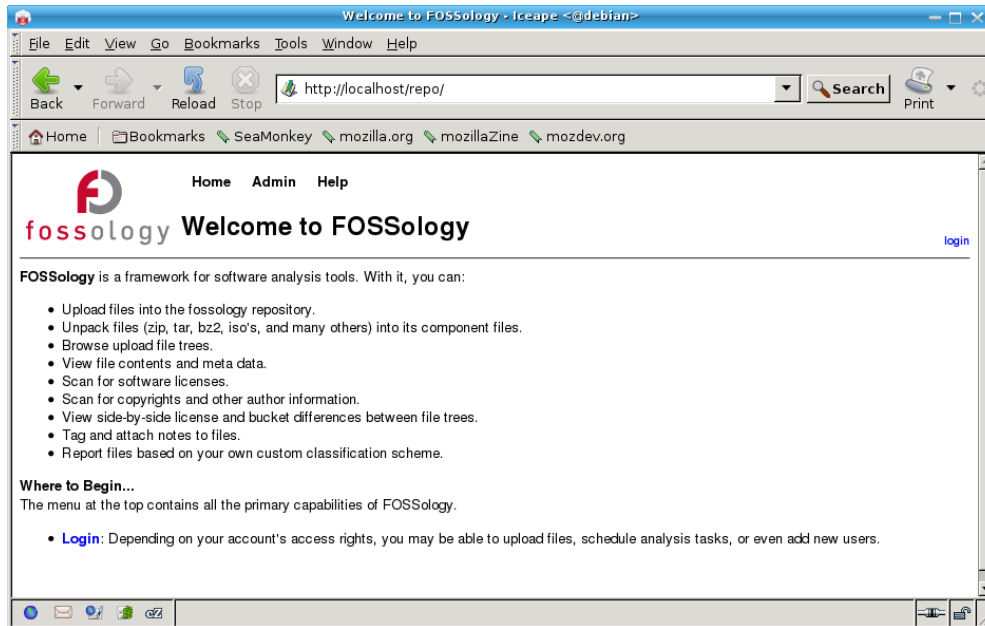 Welcome to FOSSology - Iceape <@debian>
File Edit View Go Bookmarks Tools Window Help
http://localhost/repo/ Search
Back Forward Reload Stop Print
Home Bookmarks SeaMonkey mozilla.org mozillaZine mozdev.org
Home Admin Help
fossology Welcome to FOSSology
login
FOSSology is a framework for software analysis tools. With it, you can:
• Upload files into the fossology repository.
• Unpack files (zip, tar, bz2, iso's, and many others) into its component files.
• Browse upload file trees.
• View file contents and meta data.
• Scan for software licenses.
• Scan for copyrights and other author information.
• View side-by-side license and bucket differences between file trees.
• Tag and attach notes to files.
• Report files based on your own custom classification scheme.
Where to Begin...
The menu at the top contains all the primary capabilities of FOSSology.
• Login: Depending on your account's access rights, you may be able to upload files, schedule analysis tasks, or even add new users.
cZ